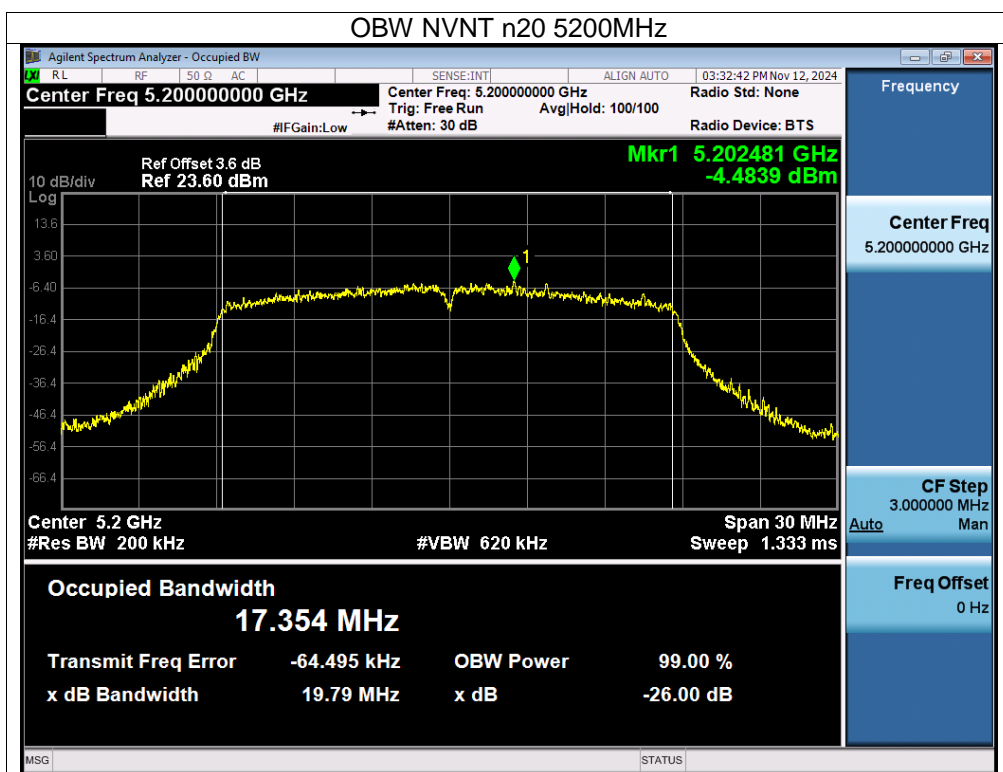 OBW NVNT n20 5200MHz
Agilent Spectrum Analyzer - Occupied BW
LXI RL RF 50 Ω AC SENSE:INT ALIGN AUTO 03:32:42 PM Nov 12, 2024
Center Freq 5.200000000 GHz
Center Freq: 5.200000000 GHz
Radio Std: None
Trig: Free Run Avg|Hold: 100/100
#IFGain:Low #Atten: 30 dB Radio Device: BTS
Mkr1 5.202481 GHz
-4.4839 dBm
Ref Offset 3.6 dB
10 dB/div Ref 23.60 dBm
Log
13.6
3.60
-6.40
-16.4
-26.4
-36.4
-46.4
-56.4
-66.4
1
Center 5.2 GHz Span 30 MHz
#Res BW 200 kHz #VBW 620 kHz Sweep 1.333 ms
Occupied Bandwidth
17.354 MHz
Transmit Freq Error -64.495 kHz OBW Power 99.00 %
x dB Bandwidth 19.79 MHz x dB -26.00 dB
Frequency
Center Freq
5.200000000 GHz
CF Step
3.000000 MHz
Auto Man
Freq Offset
0 Hz
MSG STATUS